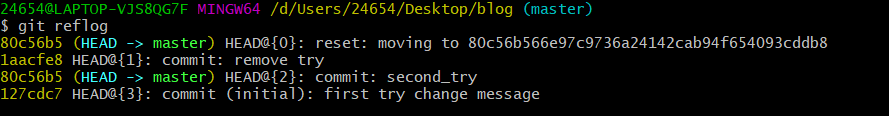 24654@LAPTOP-VJS8QG7F MINGW64 /d/Users/24654/Desktop/blog (master)
$ git reflog
80c56b5 (HEAD -> master) HEAD@{0}: reset: moving to 80c56b566e97c9736a24142cab94f654093cddb8
1aacfe8 HEAD@{1}: commit: remove try
80c56b5 (HEAD -> master) HEAD@{2}: commit: second_try
127cdc7 HEAD@{3}: commit (initial): first try change message